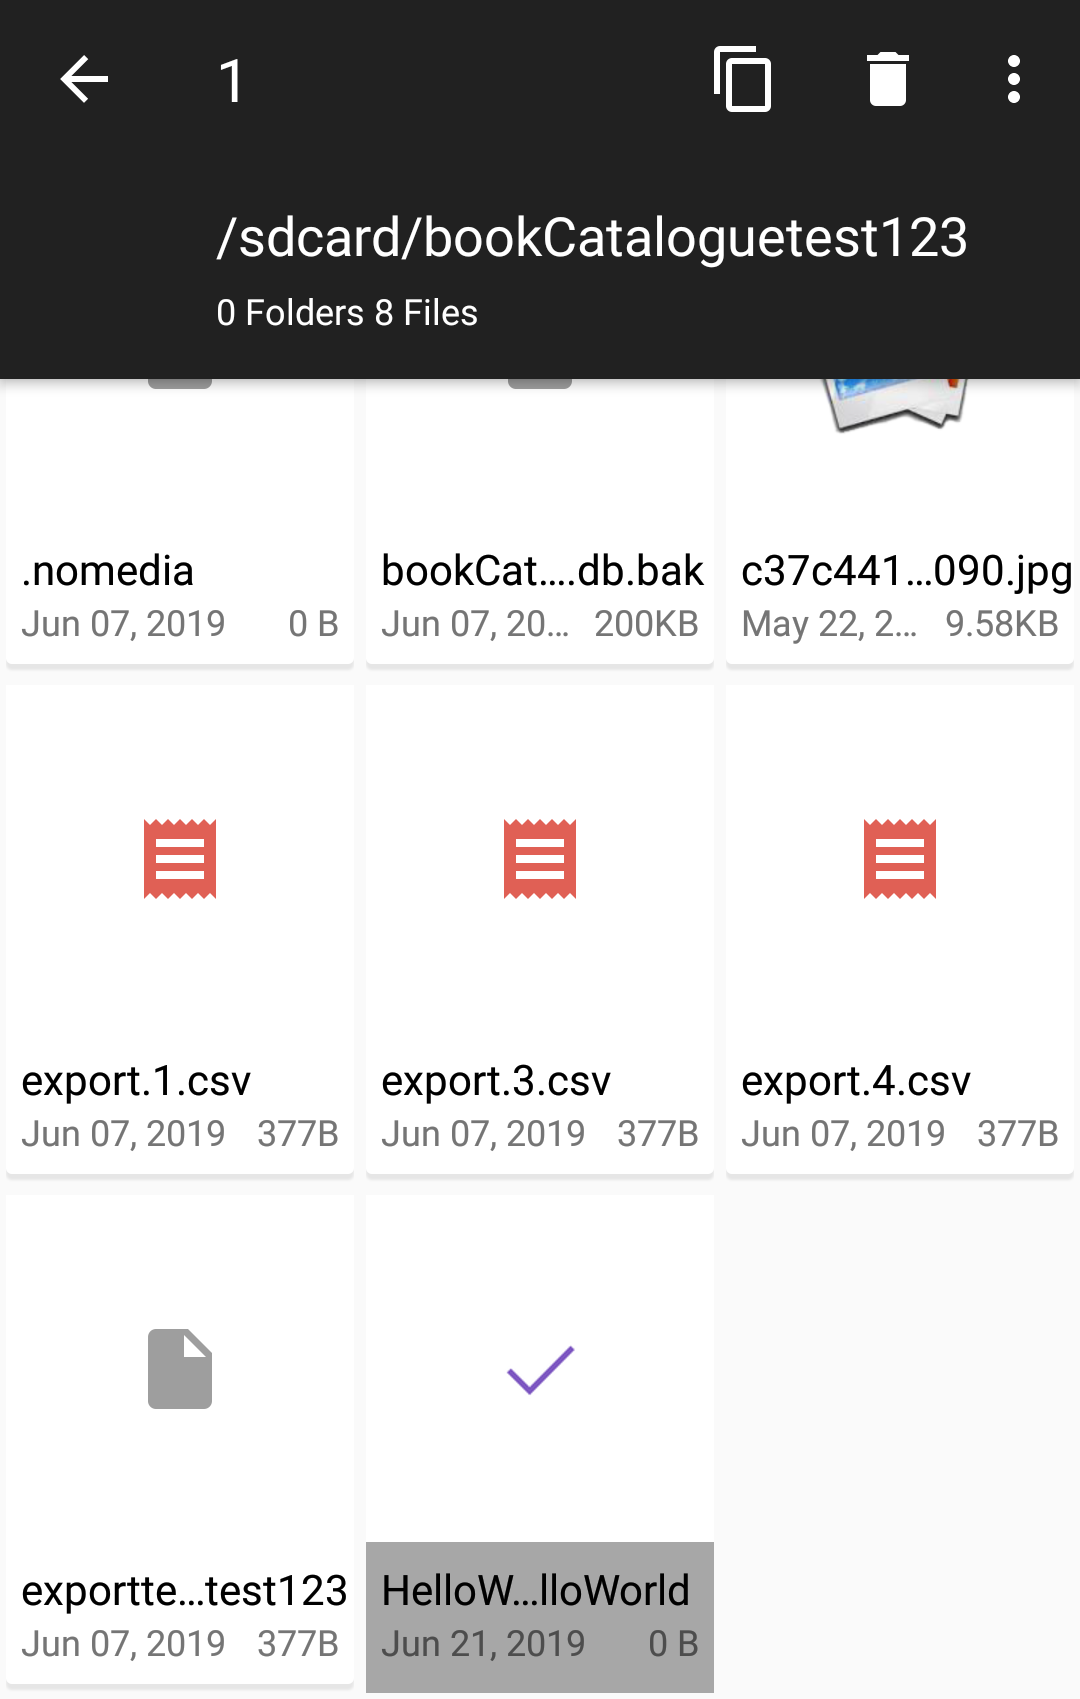 1
/sdcard/bookCataloguetest123
0 Folders 8 Files
.nomedia
Jun 07, 2019 0 B
bookCat....db.bak
Jun 07, 20... 200KB
c37c441...090.jpg
May 22, 2... 9.58KB
export.1.csv
Jun 07, 2019 377B
export.3.csv
Jun 07, 2019 377B
export.4.csv
Jun 07, 2019 377B
exportte...test123
Jun 07, 2019 377B
HelloW...lloWorld
Jun 21, 2019 0 B